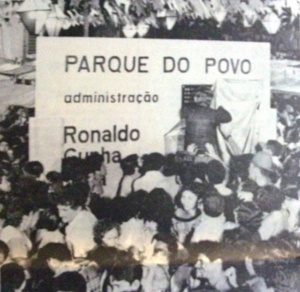 PARQUE DO POVO
administração
Ronaldo
Cunha